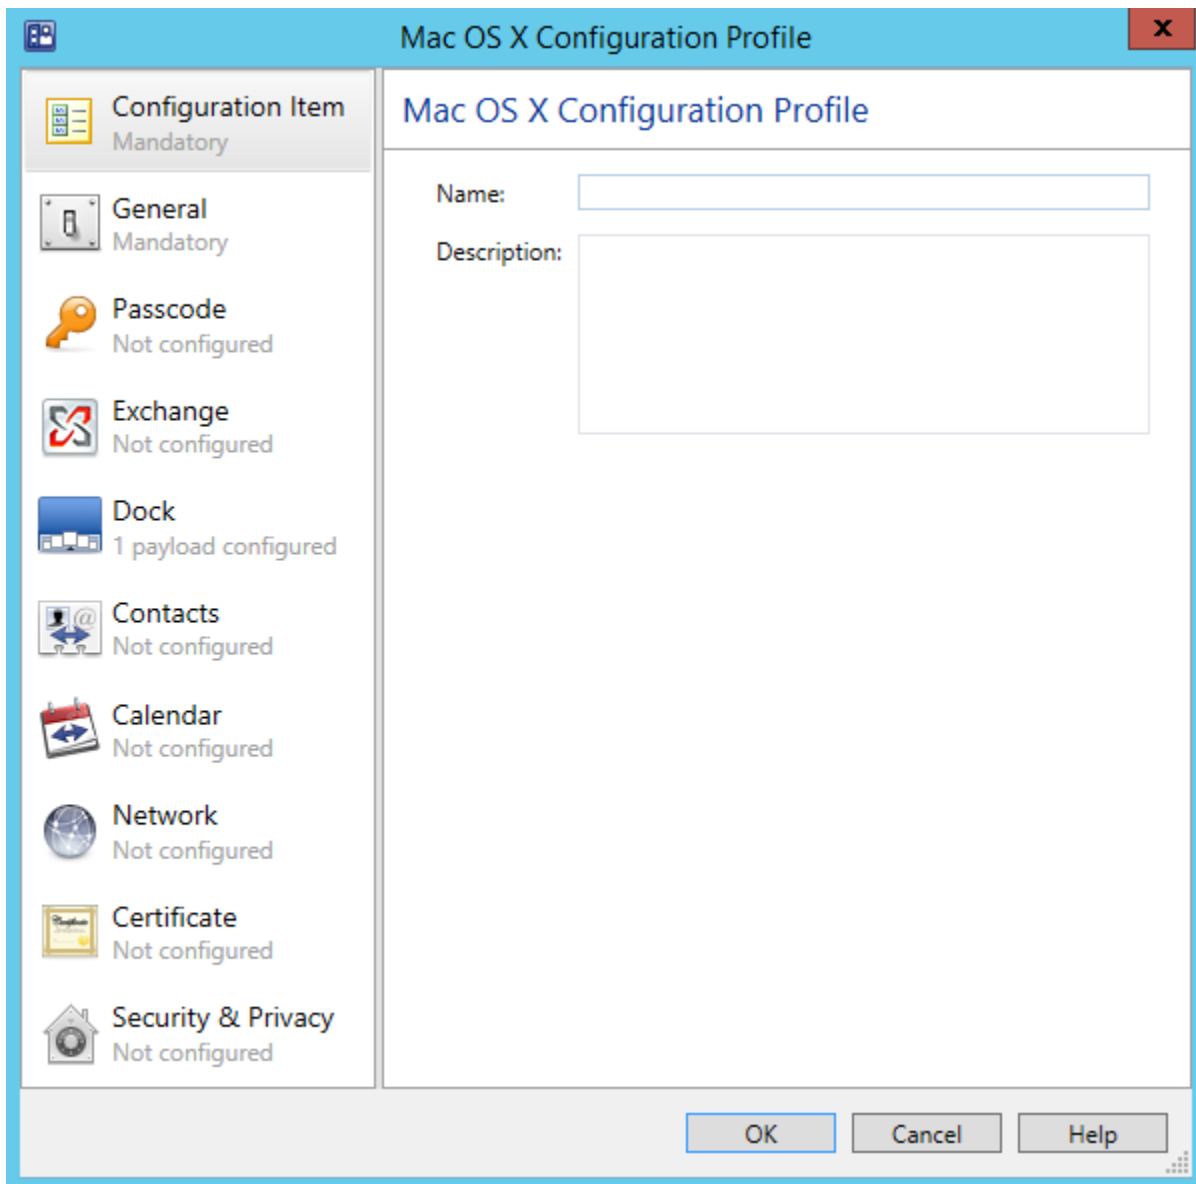 Mac OS X Configuration Profile
Configuration Item
Mandatory
General
Mandatory
Passcode
Not configured
Exchange
Not configured
Dock
1 payload configured
Contacts
Not configured
Calendar
Not configured
Network
Not configured
Certificate
Not configured
Security & Privacy
Not configured
Mac OS X Configuration Profile
Name:
Description:
OK
Cancel
Help